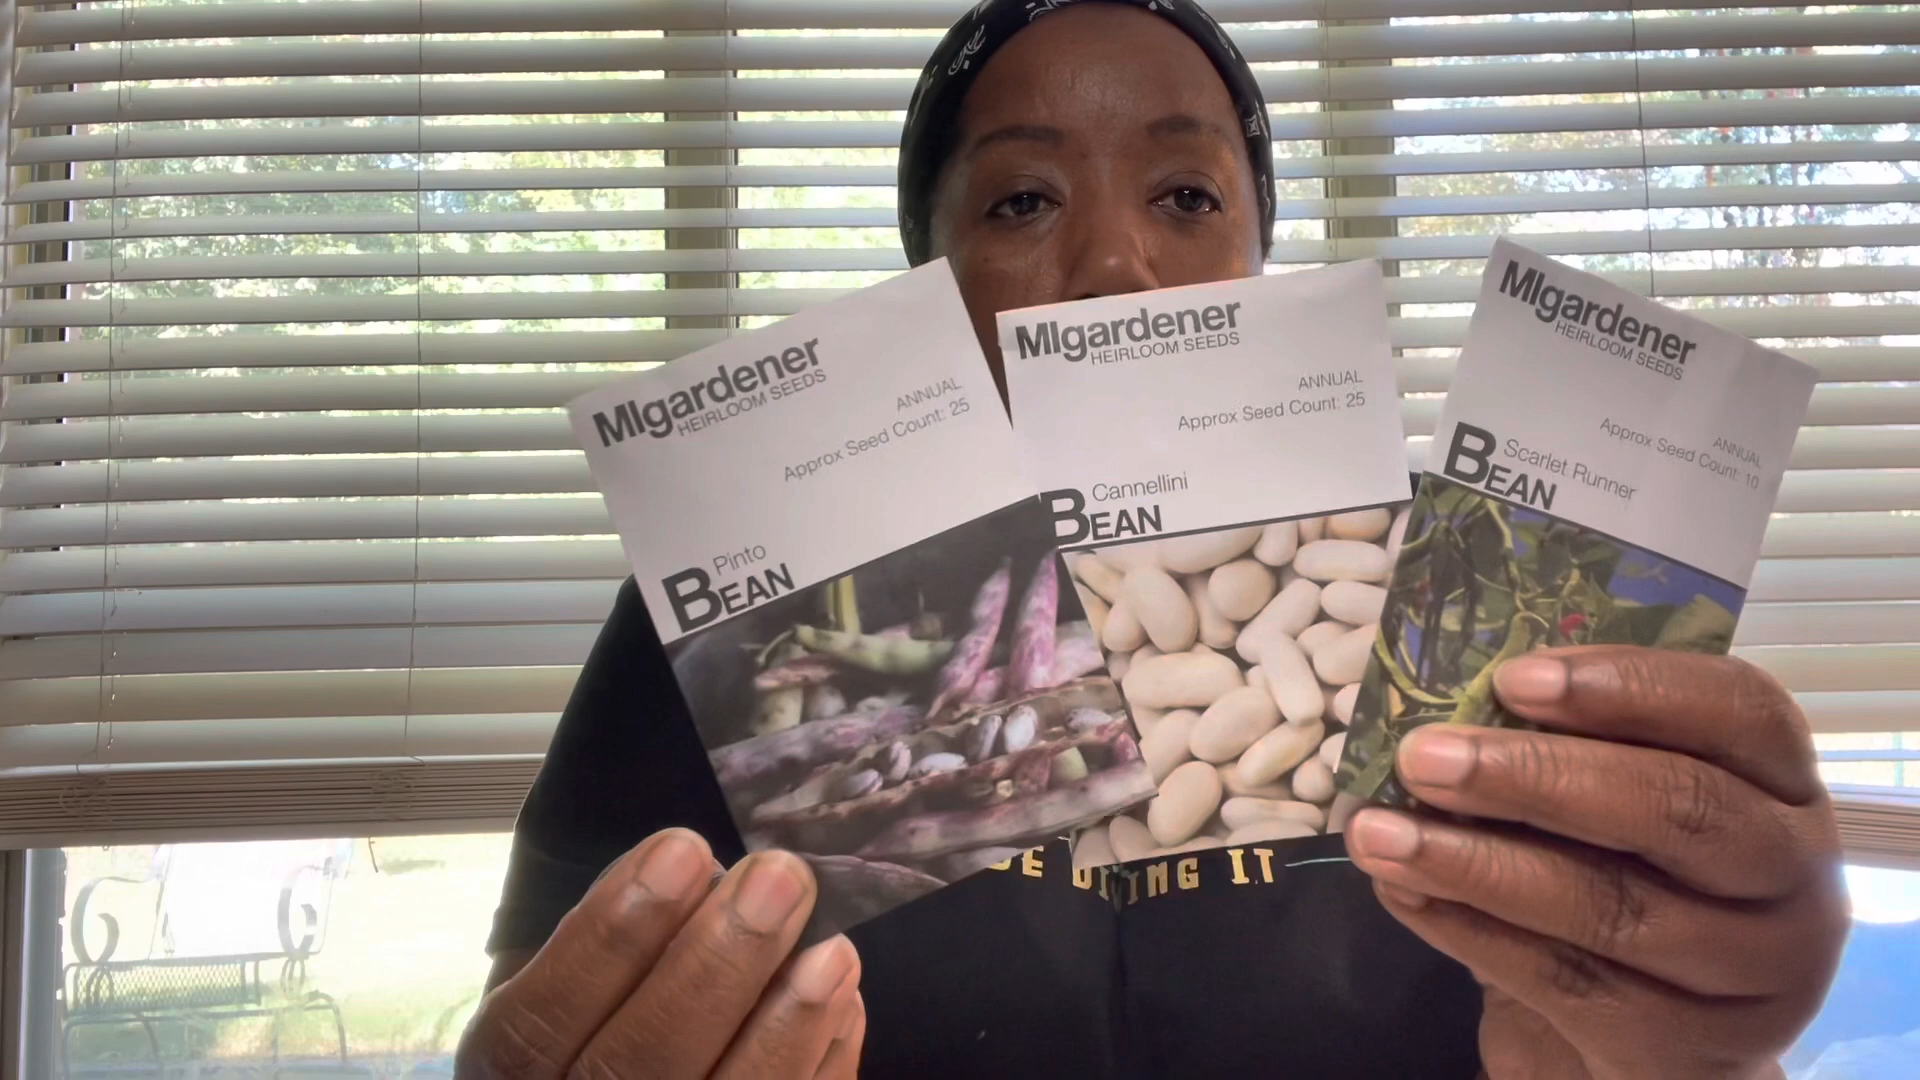 MIgardener
HEIRLOOM SEEDS
ANNUAL
Approx Seed Count: 25
Pinto
BEAN
MIgardener
HEIRLOOM SEEDS
ANNUAL
Approx Seed Count: 25
Cannellini
BEAN
MIgardener
HEIRLOOM SEEDS
ANNUAL
Approx Seed Count: 10
Scarlet Runner
BEAN
IT